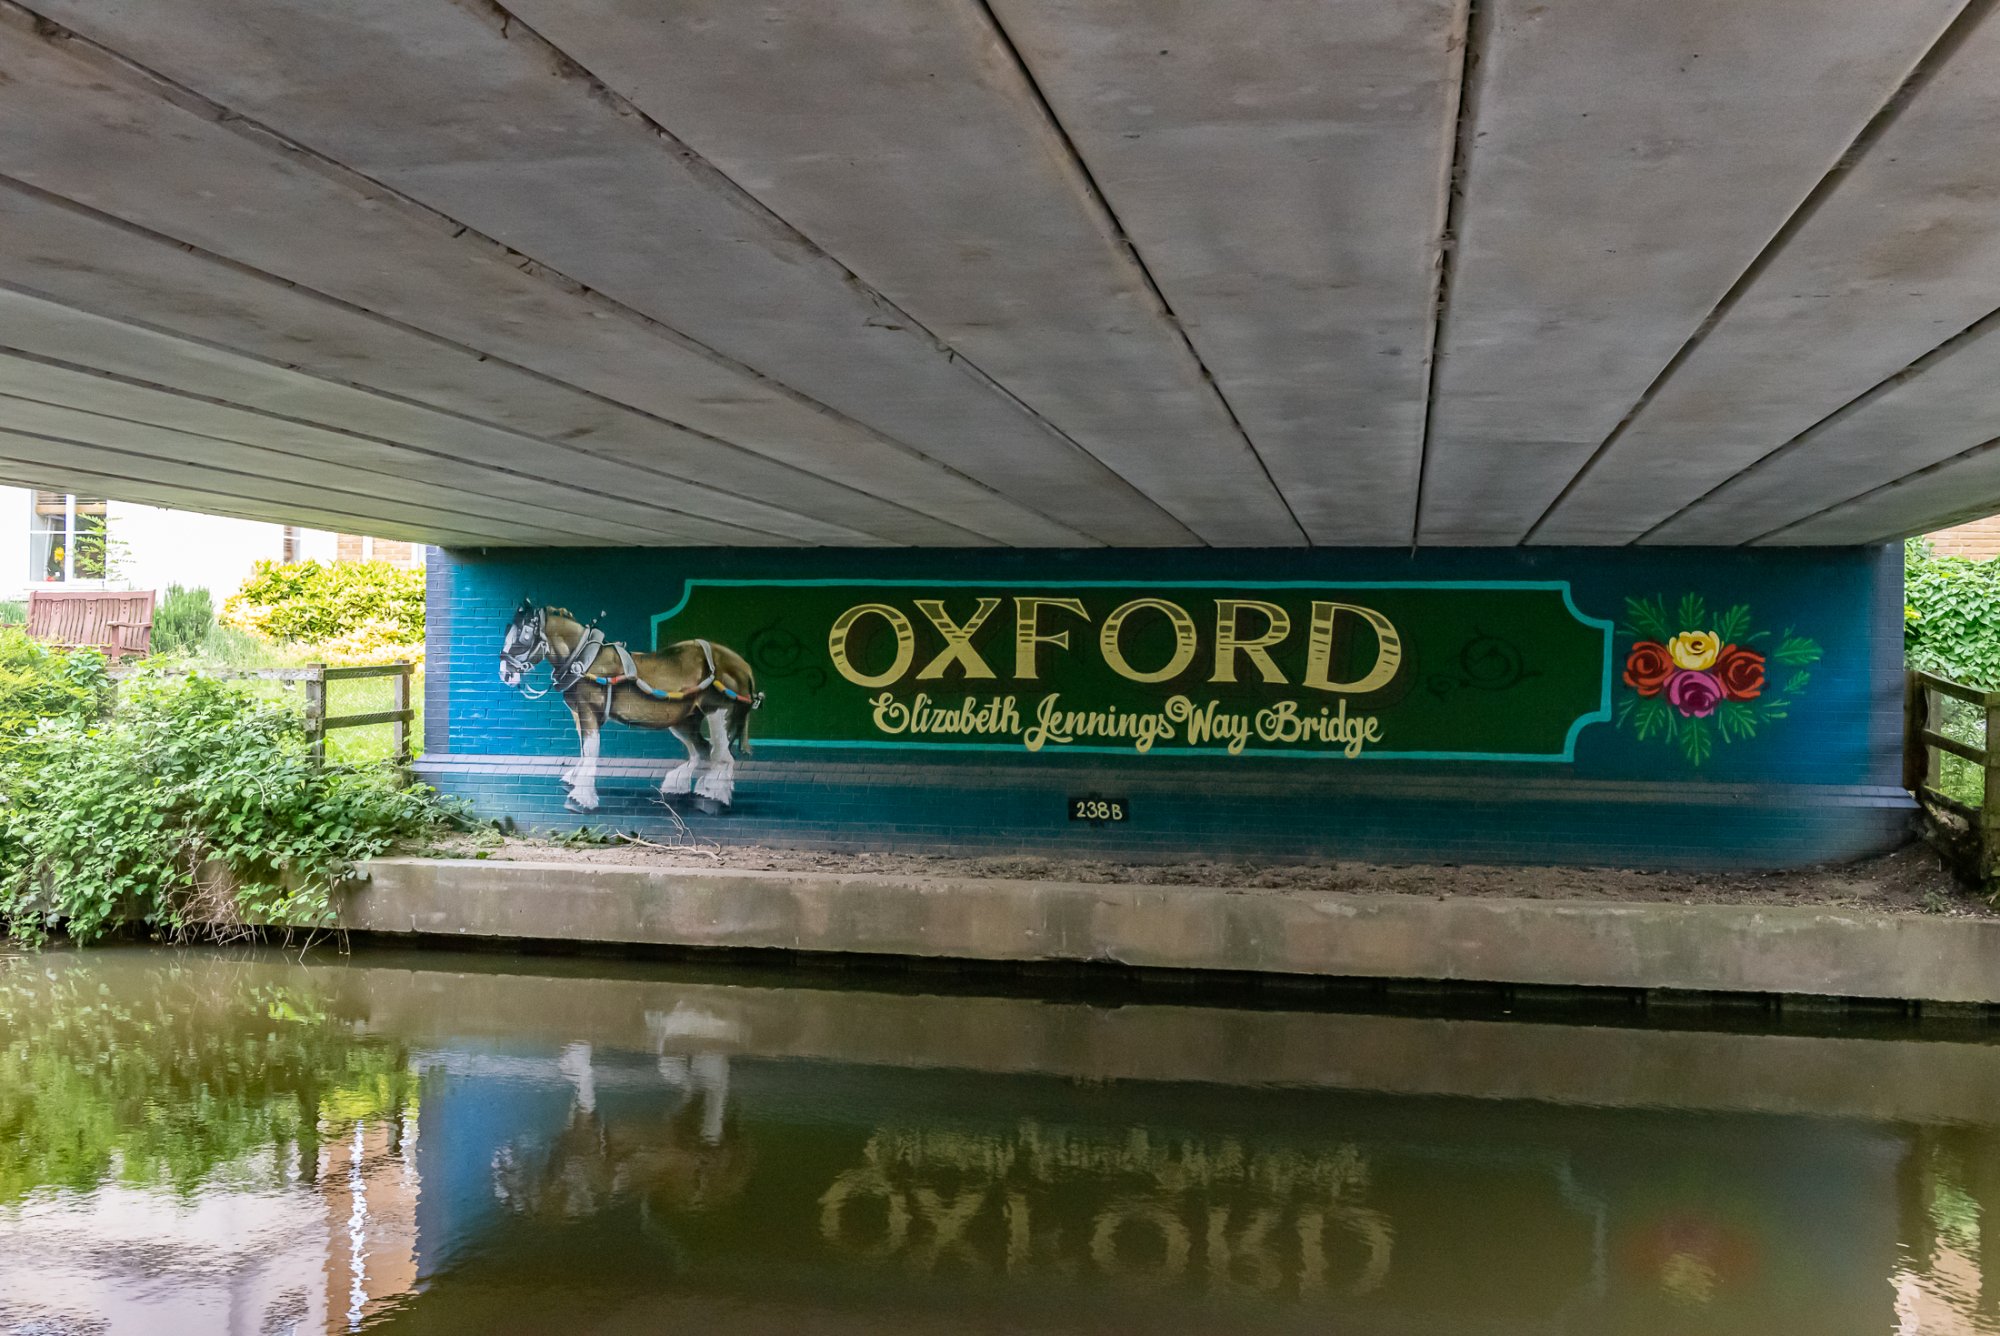 OXFORD
Elizabeth Jennings Way Bridge
238B